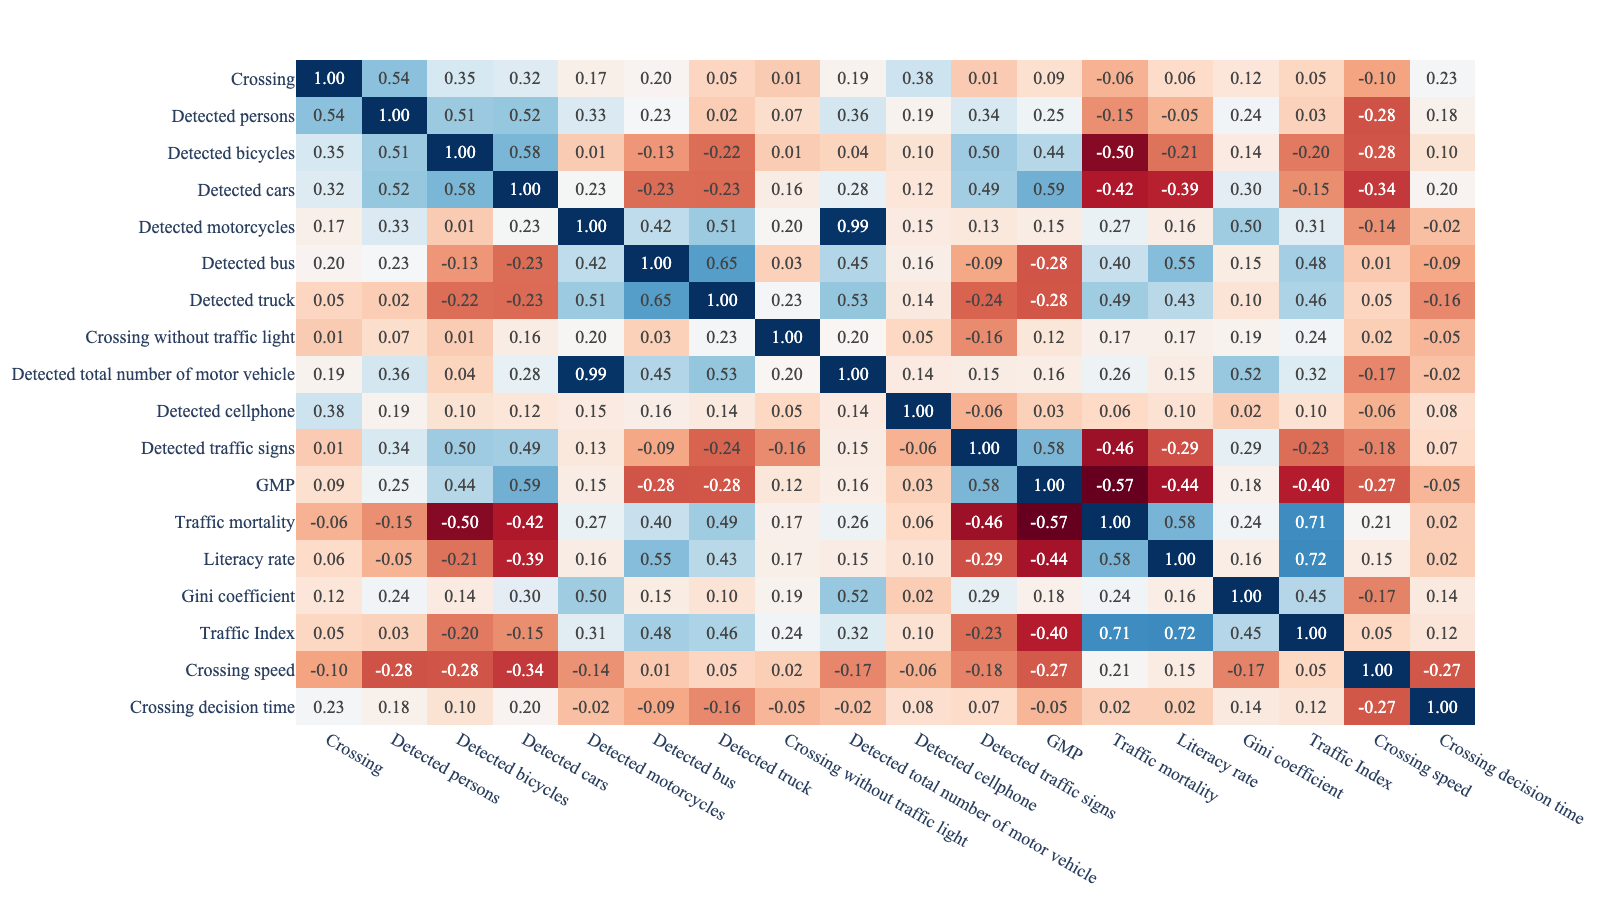 Crossing 1.00 0.54 0.35 0.32 0.17 0.20 0.05 0.01 0.19 0.38 0.01 0.09 -0.06 0.06 0.12 0.05 -0.10 0.23
Detected persons 0.54 1.00 0.51 0.52 0.33 0.23 0.02 0.07 0.36 0.19 0.34 0.25 -0.15 -0.05 0.24 0.03 -0.28 0.18
Detected bicycles 0.35 0.51 1.00 0.58 0.01 -0.13 -0.22 0.01 0.04 0.10 0.50 0.44 -0.50 -0.21 0.14 -0.20 -0.28 0.10
Detected cars 0.32 0.52 0.58 1.00 0.23 -0.23 -0.23 0.16 0.28 0.12 0.49 0.59 -0.42 -0.39 0.30 -0.15 -0.34 0.20
Detected motorcycles 0.17 0.33 0.01 0.23 1.00 0.42 0.51 0.20 0.99 0.15 0.13 0.15 0.27 0.16 0.50 0.31 -0.14 -0.02
Detected bus 0.20 0.23 -0.13 -0.23 0.42 1.00 0.65 0.03 0.45 0.16 -0.09 -0.28 0.40 0.55 0.15 0.48 0.01 -0.09
Detected truck 0.05 0.02 -0.22 -0.23 0.51 0.65 1.00 0.23 0.53 0.14 -0.24 -0.28 0.49 0.43 0.10 0.46 0.05 -0.16
Crossing without traffic light 0.01 0.07 0.01 0.16 0.20 0.03 0.23 1.00 0.20 0.05 -0.16 0.12 0.17 0.17 0.19 0.24 0.02 -0.05
Detected total number of motor vehicle 0.19 0.36 0.04 0.28 0.99 0.45 0.53 0.20 1.00 0.14 0.15 0.16 0.26 0.15 0.52 0.32 -0.17 -0.02
Detected cellphone 0.38 0.19 0.10 0.12 0.15 0.16 0.14 0.05 0.14 1.00 -0.06 0.03 0.06 0.10 0.02 0.10 -0.06 0.08
Detected traffic signs 0.01 0.34 0.50 0.49 0.13 -0.09 -0.24 -0.16 0.15 -0.06 1.00 0.58 -0.46 -0.29 0.29 -0.23 -0.18 0.07
GMP 0.09 0.25 0.44 0.59 0.15 -0.28 -0.28 0.12 0.16 0.03 0.58 1.00 -0.57 -0.44 0.18 -0.40 -0.27 -0.05
Traffic mortality -0.06 -0.15 -0.50 -0.42 0.27 0.40 0.49 0.17 0.26 0.06 -0.46 -0.57 1.00 0.58 0.24 0.71 0.21 0.02
Literacy rate 0.06 -0.05 -0.21 -0.39 0.16 0.55 0.43 0.17 0.15 0.10 -0.29 -0.44 0.58 1.00 0.16 0.72 0.15 0.02
Gini coefficient 0.12 0.24 0.14 0.30 0.50 0.15 0.10 0.19 0.52 0.02 0.29 0.18 0.24 0.16 1.00 0.45 -0.17 0.14
Traffic Index 0.05 0.03 -0.20 -0.15 0.31 0.48 0.46 0.24 0.32 0.10 -0.23 -0.40 0.71 0.72 0.45 1.00 0.05 0.12
Crossing speed -0.10 -0.28 -0.28 -0.34 -0.14 0.01 0.05 0.02 -0.17 -0.06 -0.18 -0.27 0.21 0.15 -0.17 0.05 1.00 -0.27
Crossing decision time 0.23 0.18 0.10 0.20 -0.02 -0.09 -0.16 -0.05 -0.02 0.08 0.07 -0.05 0.02 0.02 0.14 0.12 -0.27 1.00
Crossing
Detected persons
Detected bicycles
Detected cars
Detected motorcycles
Detected bus
Detected truck
Crossing without traffic light
Detected total number of motor vehicle
Detected cellphone
Detected traffic signs
GMP
Traffic mortality
Literacy rate
Gini coefficient
Traffic Index
Crossing speed
Crossing decision time